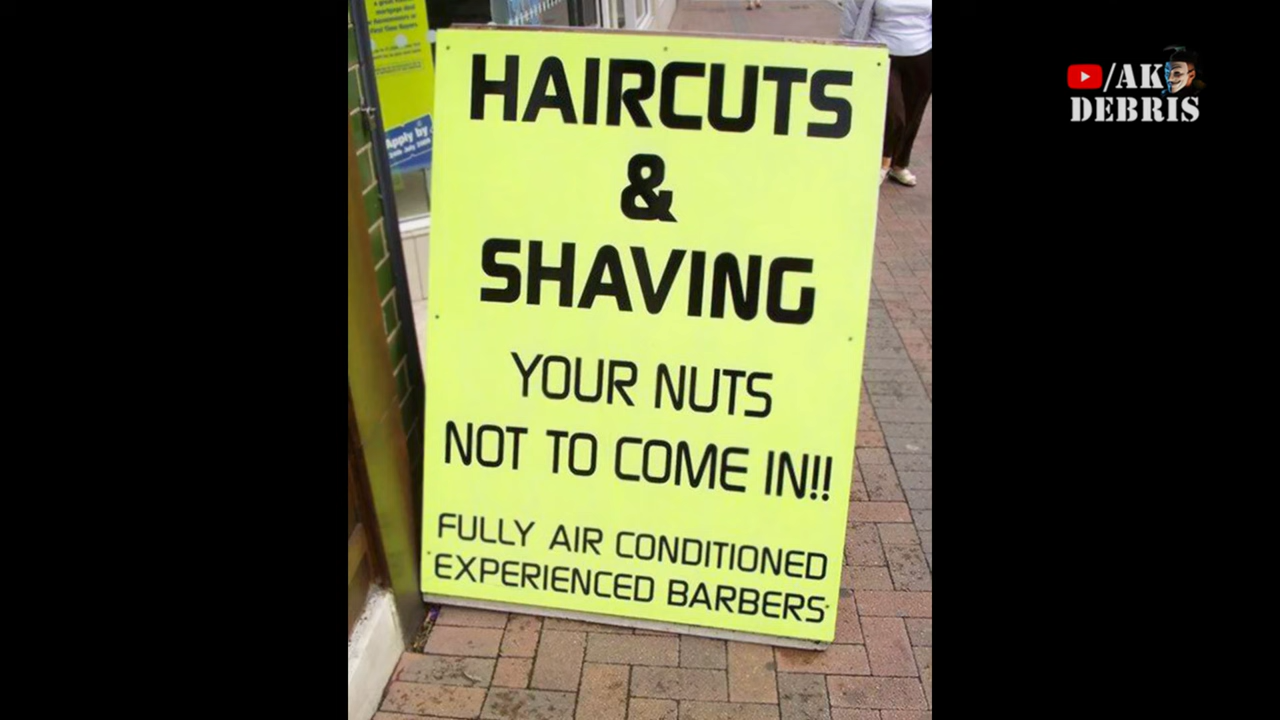 HAIRCUTS
&
SHAVING
YOUR NUTS
NOT TO COME IN!!
FULLY AIR CONDITIONED
EXPERIENCED BARBERS
Apply by
/AK
DEBRIS